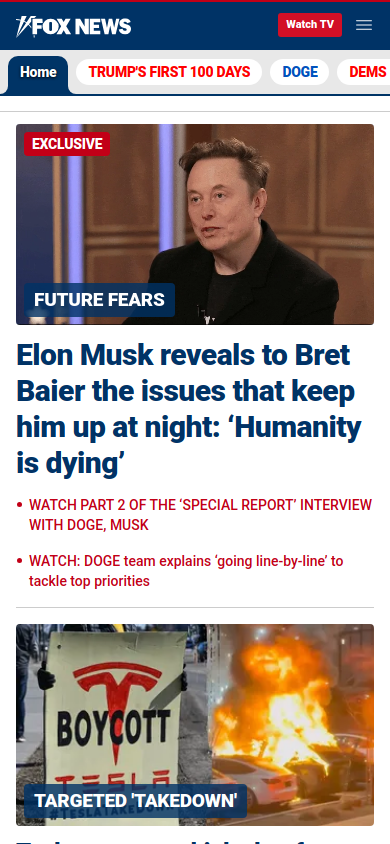 FOX NEWS
Watch TV
Home
TRUMP'S FIRST 100 DAYS
DOGE
DEMS
EXCLUSIVE
FUTURE FEARS
Elon Musk reveals to Bret
Baier the issues that keep
him up at night: ‘Humanity
is dying’
• WATCH PART 2 OF THE ‘SPECIAL REPORT’ INTERVIEW
WITH DOGE, MUSK
• WATCH: DOGE team explains ‘going line-by-line’ to
tackle top priorities
BOYCOTT
TESLA
#TESLATAKEDOWN
TARGETED 'TAKEDOWN'